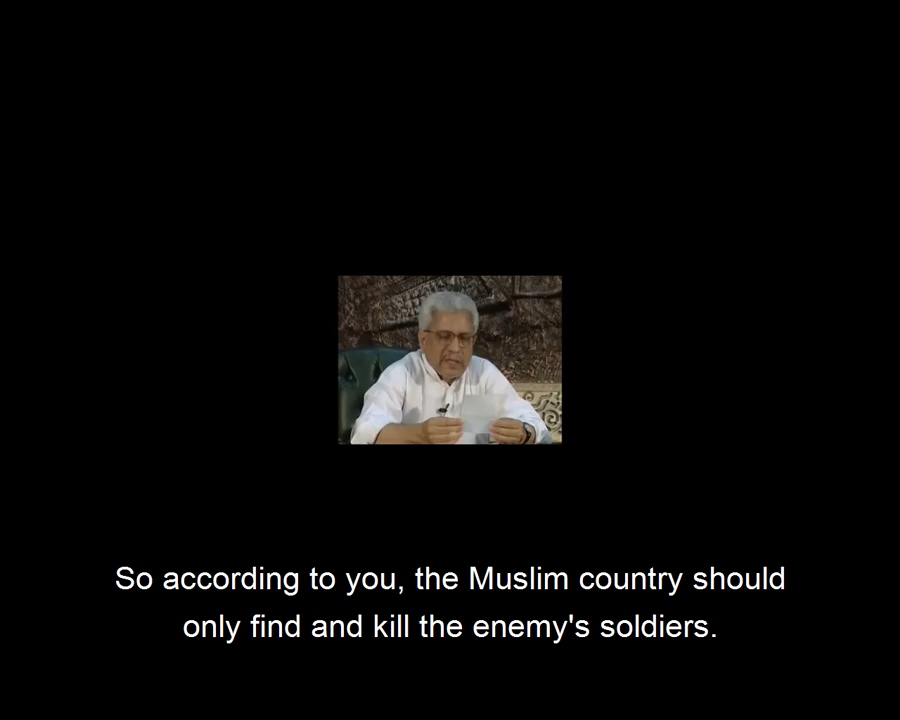 So according to you, the Muslim country should
only find and kill the enemy's soldiers.